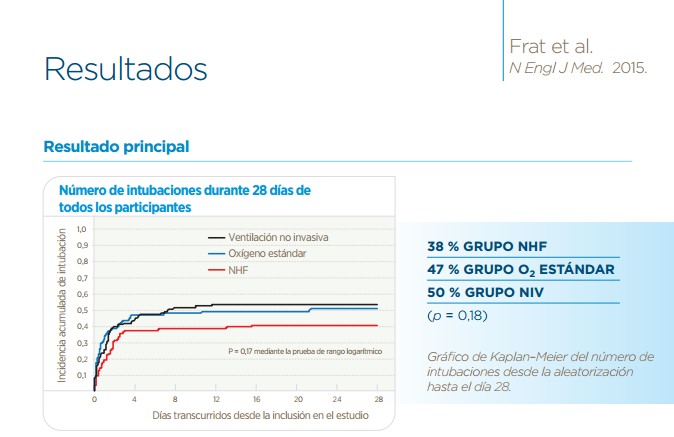 Resultados
Frat et al.
N Engl J Med. 2015.
Resultado principal
Número de intubaciones durante 28 días de
todos los participantes
Incidencia acumulada de intubación
1,0
0,9
0,8
0,7
0,6
0,5
0,4
0,3
0,2
0,1
Ventilación no invasiva
Oxígeno estándar
NHF
P = 0,17 mediante la prueba de rango logarítmico
0 4 8 12 16 20 24 28
Días transcurridos desde la inclusión en el estudio
38 % GRUPO NHF
47 % GRUPO O₂ ESTÁNDAR
50 % GRUPO NIV
(p = 0,18)
Gráfico de Kaplan-Meier del número de
intubaciones desde la aleatorización
hasta el día 28.